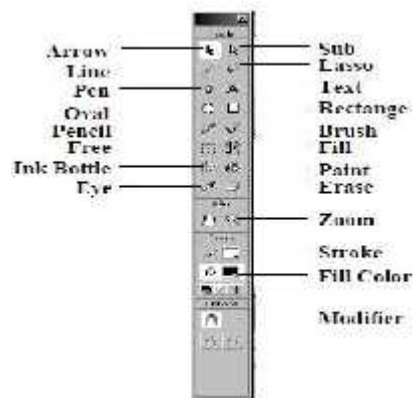 Arrow
Line
Pen
Oval
Pencil
Free
Ink Bottle
Eye
Sub
Lasso
Text
Rectange
Brush
Fill
Paint
Erase
Zoom
Stroke
Fill Color
Modifier